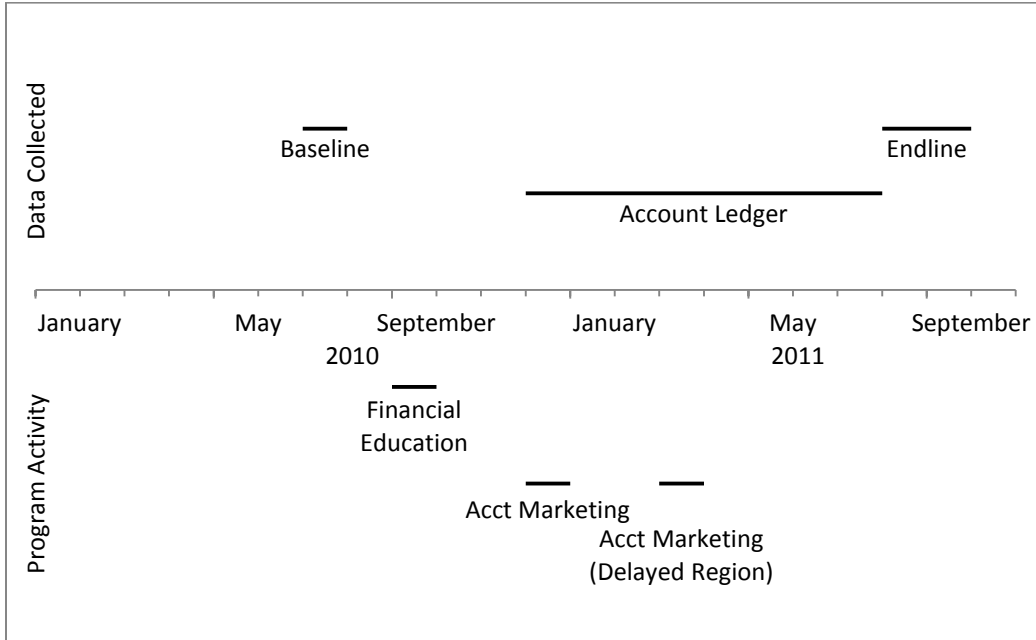 Data Collected
Baseline
Endline
Account Ledger
January May September January May September
2010 2011
Program Activity
Financial
Education
Acct Marketing
Acct Marketing
(Delayed Region)